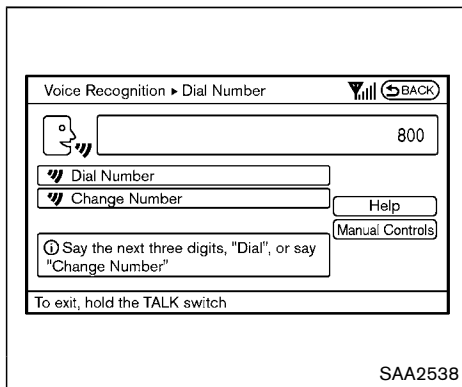 Voice Recognition ▸ Dial Number
BACK
800
Dial Number
Change Number
Help
Manual Controls
Say the next three digits, "Dial", or say
"Change Number"
To exit, hold the TALK switch
SAA2538